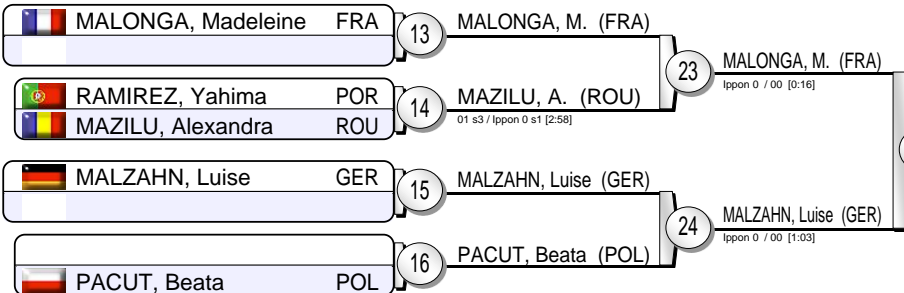 MALONGA, Madeleine FRA
13
MALONGA, M. (FRA)
23
MALONGA, M. (FRA)
Ippon 0 / 00 [0:16]
RAMIREZ, Yahima POR
MAZILU, Alexandra ROU
14
MAZILU, A. (ROU)
01 s3 / Ippon 0 s1 [2:58]
MALZAHN, Luise GER
15
MALZAHN, Luise (GER)
24
MALZAHN, Luise (GER)
Ippon 0 / 00 [1:03]
PACUT, Beata POL
16
PACUT, Beata (POL)